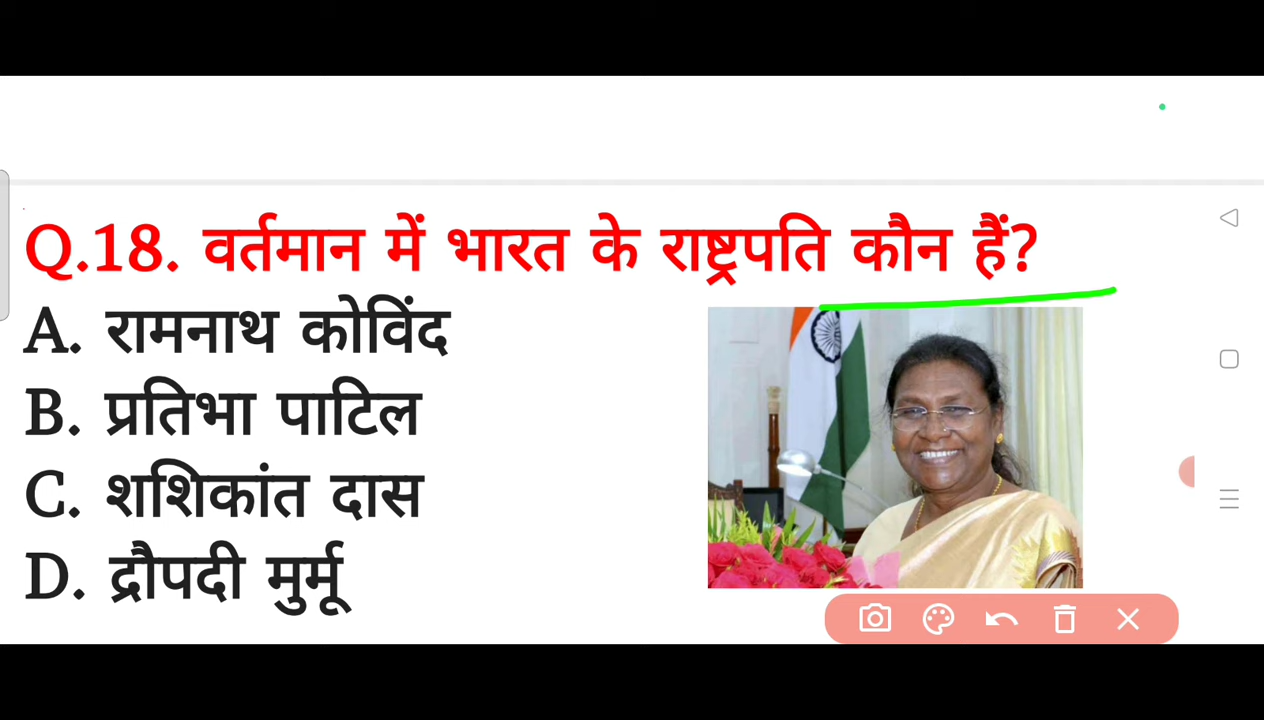 Q.18. वर्तमान में भारत के राष्ट्रपति कौन हैं?
A. रामनाथ कोविंद
B. प्रतिभा पाटिल
C. शशिकांत दास
D. द्रौपदी मुर्मू